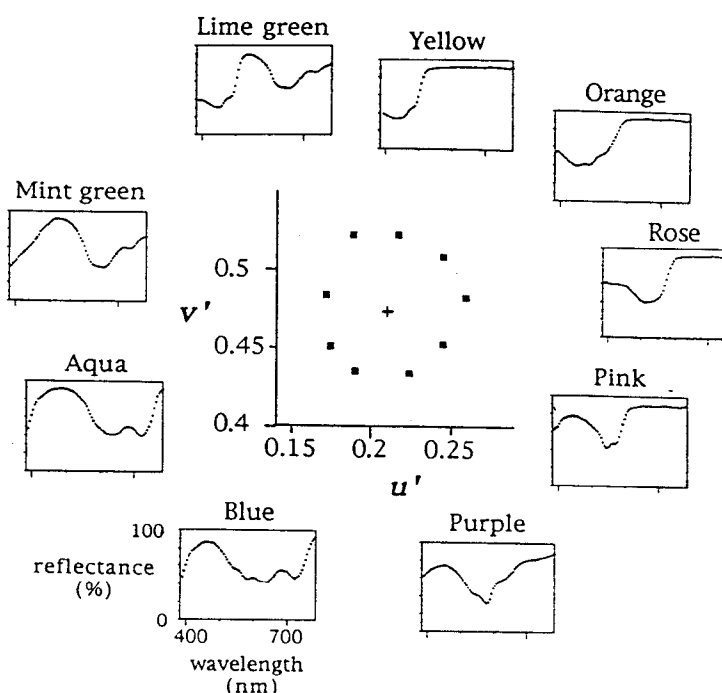 Lime green
Yellow
Orange
Mint green
Rose
0.5
v'
0.45
Aqua
Pink
0.4
0.15 0.2 0.25
u'
Blue
Purple
100
reflectance
(%)
0
400 700
wavelength
(nm)